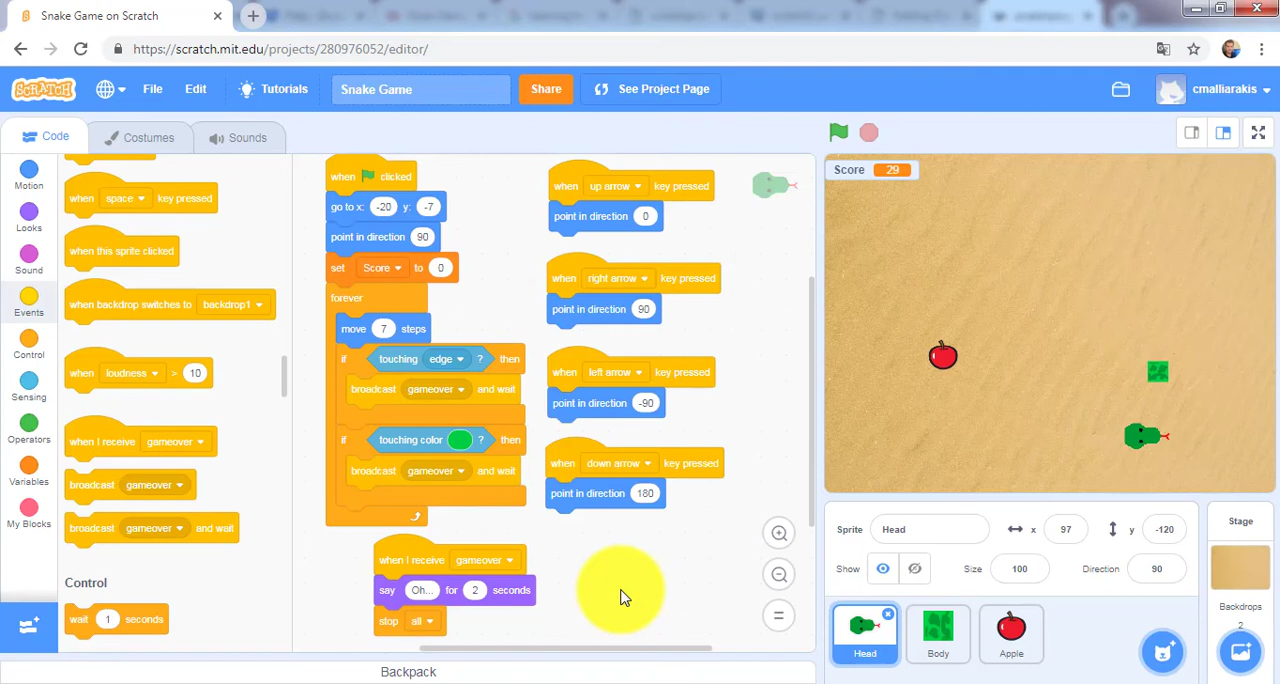 Snake Game on Scratch
https://scratch.mit.edu/projects/280976052/editor/
SCRATCH
File
Edit
Tutorials
Snake Game
Share
See Project Page
cmalliarakis
Code
Costumes
Sounds
Motion
Looks
Sound
Events
Control
Sensing
Operators
Variables
My Blocks
when space key pressed
when this sprite clicked
when backdrop switches to backdrop1
when loudness > 10
when I receive gameover
broadcast gameover
broadcast gameover and wait
Control
wait 1 seconds
when clicked
go to x: -20 y: -7
point in direction 90
set Score to 0
forever
move 7 steps
if touching edge ? then
broadcast gameover and wait
if touching color ? then
broadcast gameover and wait
when I receive gameover
say Oh... for 2 seconds
stop all
when up arrow key pressed
point in direction 0
when right arrow key pressed
point in direction 90
when left arrow key pressed
point in direction -90
when down arrow key pressed
point in direction 180
Score 29
Sprite Head x 97 y -120
Show Size 100 Direction 90
Head
Body
Apple
Stage
Backdrops
2
Backpack